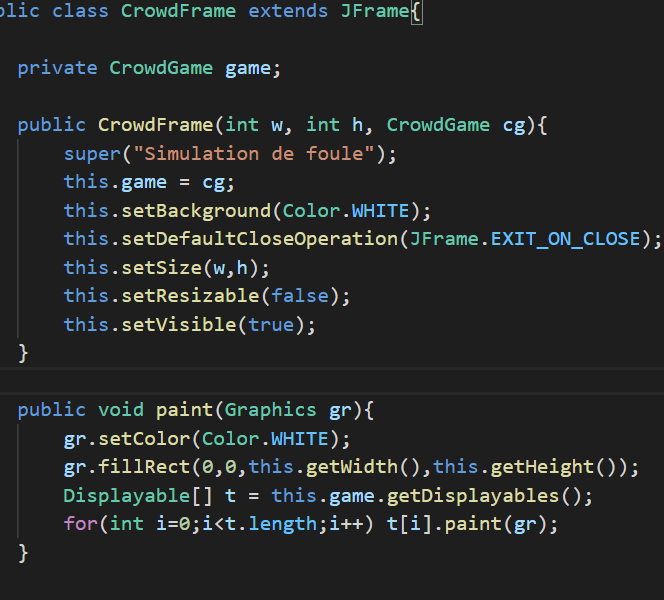 blic class CrowdFrame extends JFrame{
private CrowdGame game;
public CrowdFrame(int w, int h, CrowdGame cg){
super("Simulation de foule");
this.game = cg;
this.setBackground(Color.WHITE);
this.setDefaultCloseOperation(JFrame.EXIT_ON_CLOSE);
this.setSize(w,h);
this.setResizable(false);
this.setVisible(true);
}
public void paint(Graphics gr){
gr.setColor(Color.WHITE);
gr.fillRect(0,0,this.getWidth(),this.getHeight());
Displayable[] t = this.game.getDisplayables();
for(int i=0;i<t.length;i++) t[i].paint(gr);
}